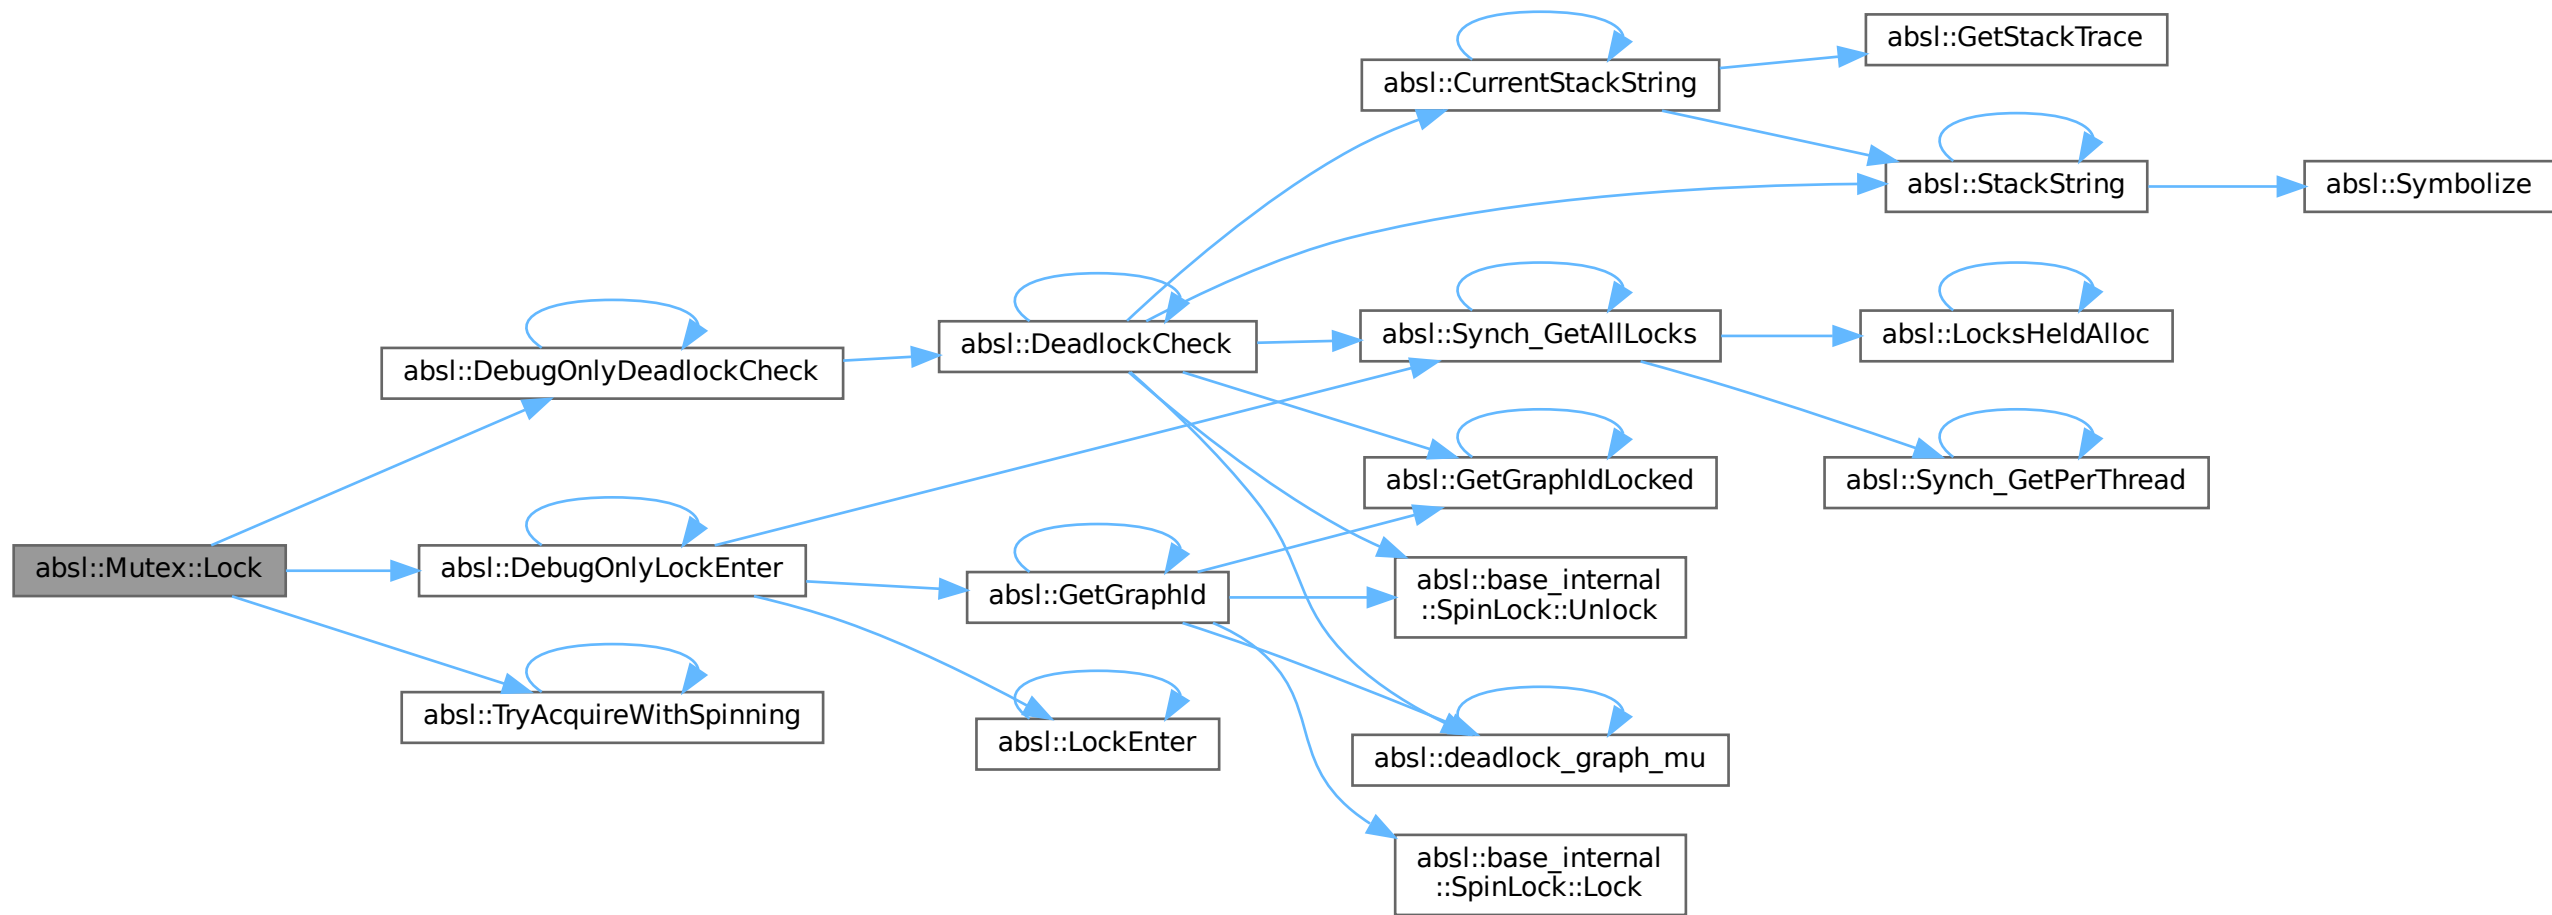 absl::Mutex::Lock
absl::DebugOnlyDeadlockCheck
absl::DebugOnlyLockEnter
absl::TryAcquireWithSpinning
absl::DeadlockCheck
absl::GetGraphId
absl::LockEnter
absl::CurrentStackString
absl::Synch_GetAllLocks
absl::GetGraphIdLocked
absl::base_internal
::SpinLock::Unlock
absl::deadlock_graph_mu
absl::base_internal
::SpinLock::Lock
absl::GetStackTrace
absl::StackString
absl::LocksHeldAlloc
absl::Synch_GetPerThread
absl::Symbolize